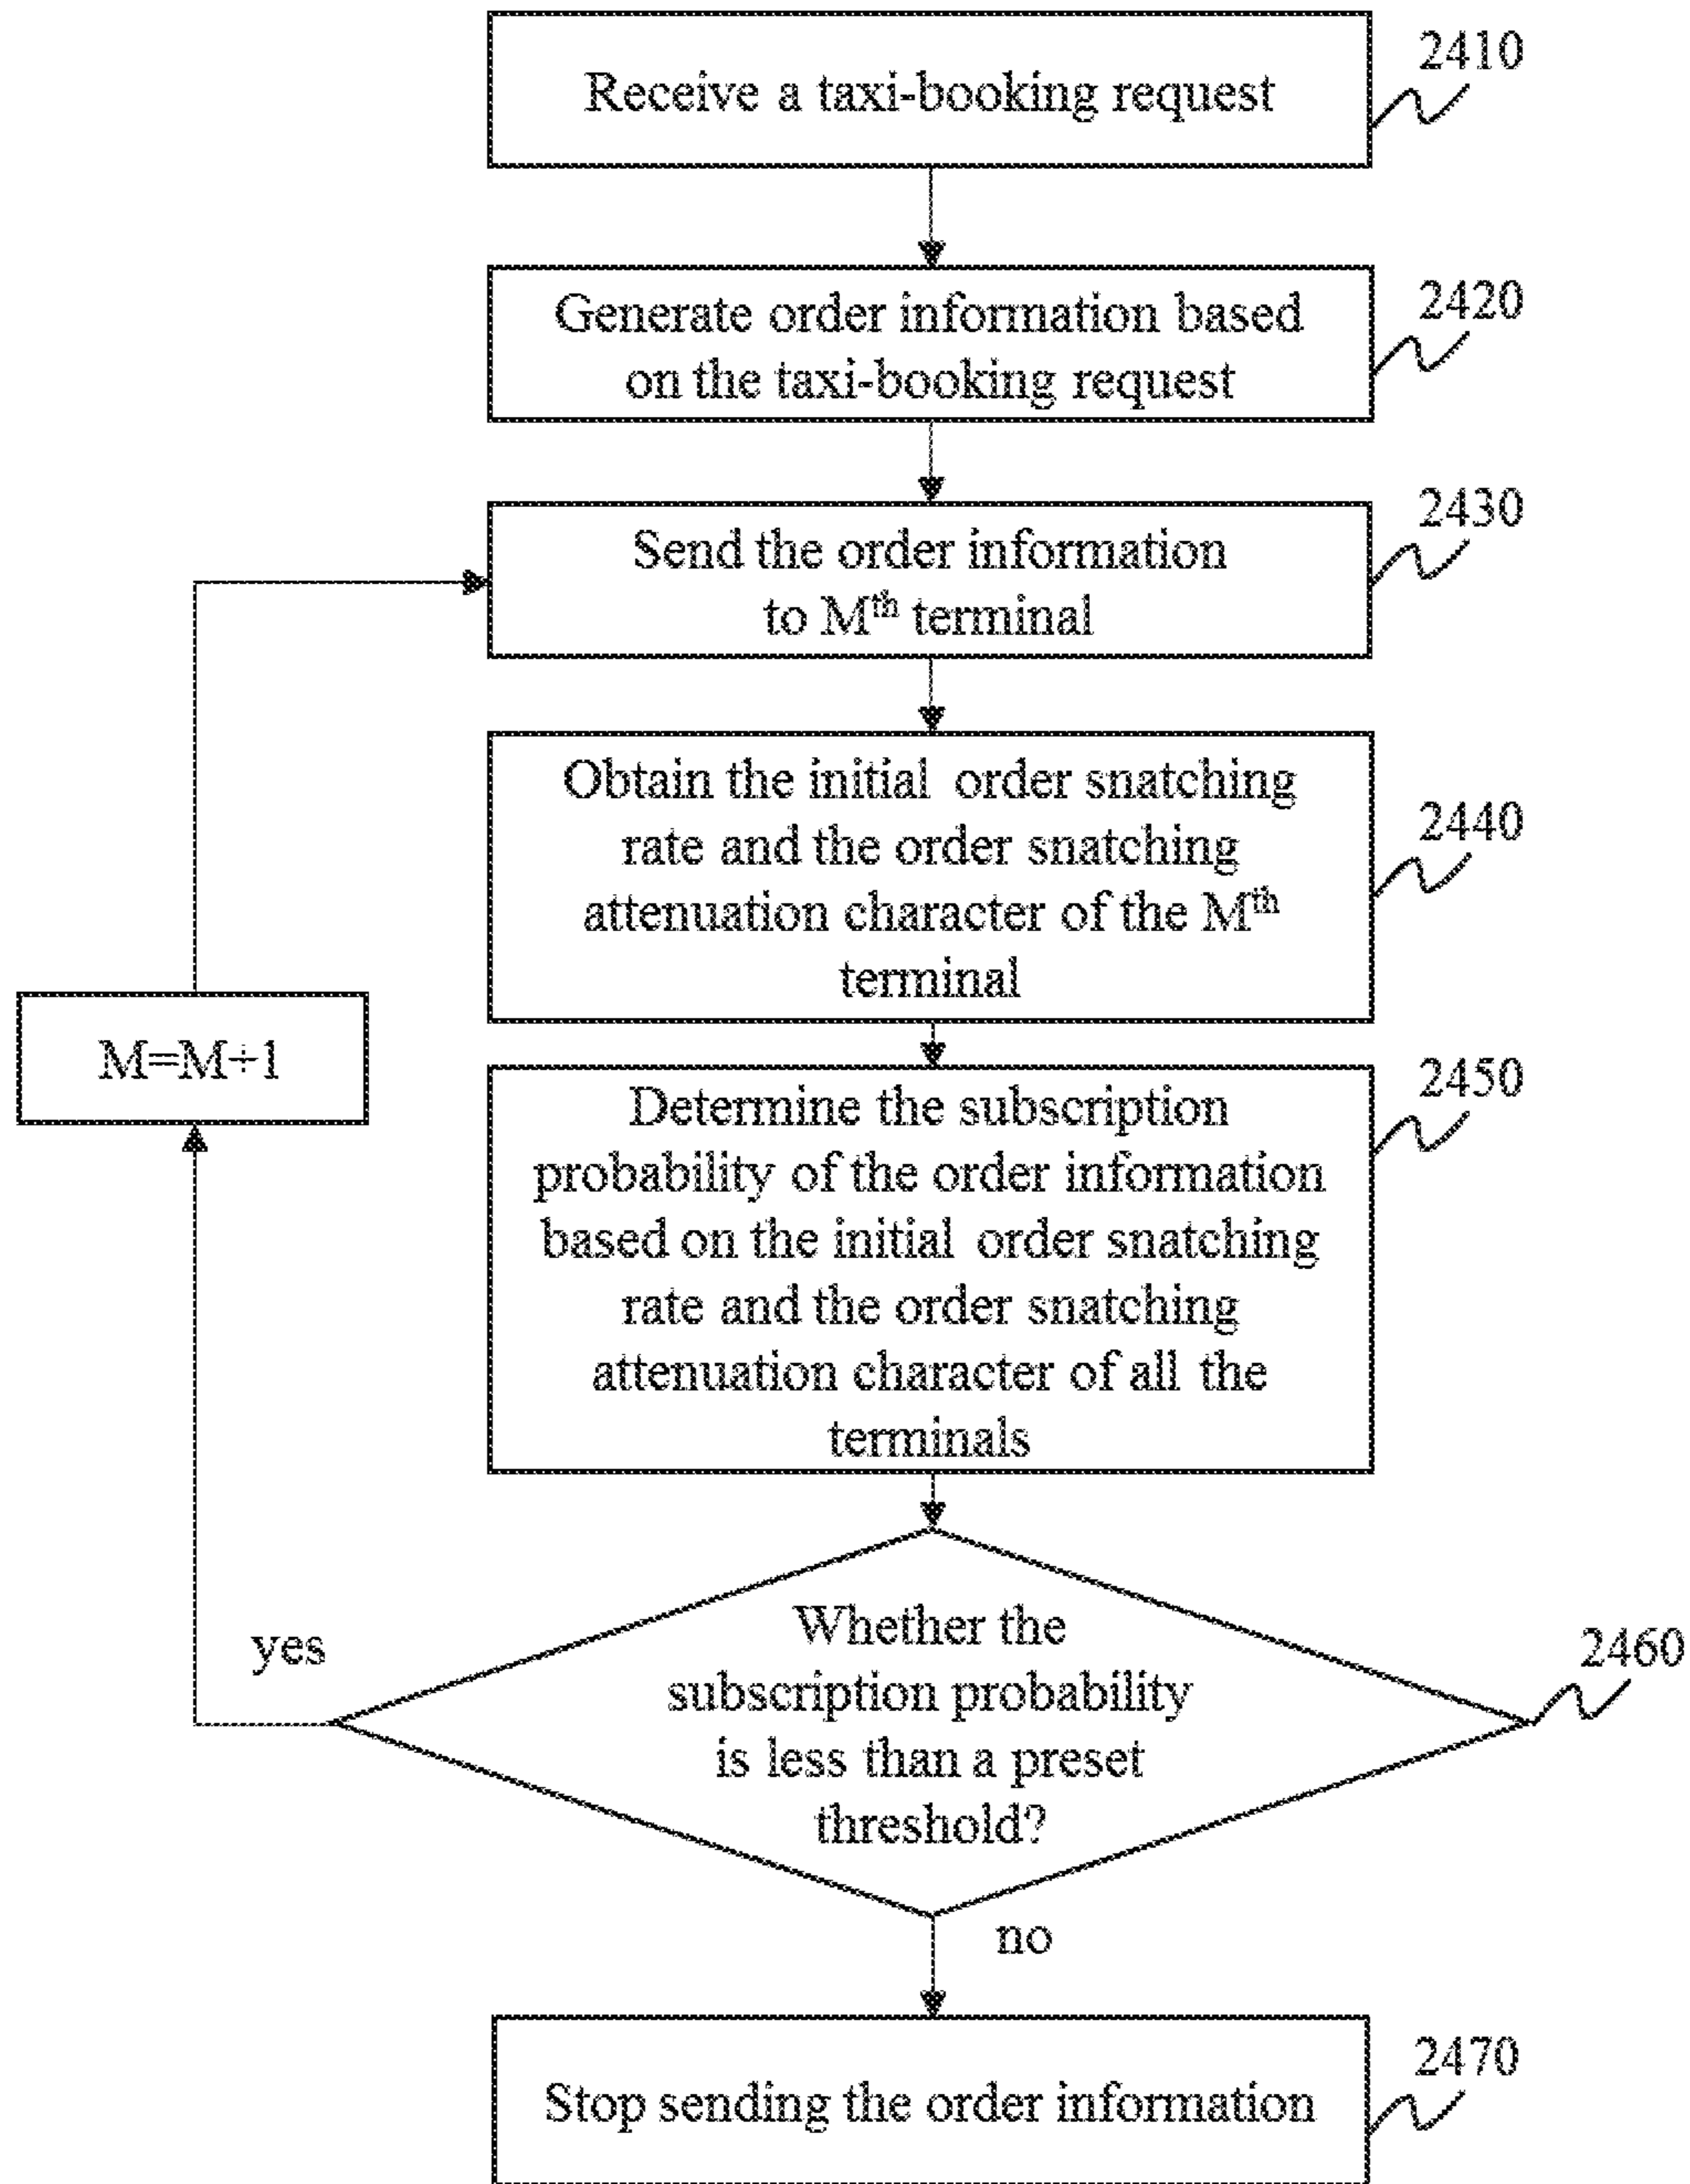 Receive a taxi-booking request
2410
Generate order information based
on the taxi-booking request
2420
Send the order information
to Mth terminal
2430
Obtain the initial order snatching
rate and the order snatching
attenuation character of the Mth
terminal
2440
M=M+1
Determine the subscription
probability of the order information
based on the initial order snatching
rate and the order snatching
attenuation character of all the
terminals
2450
Whether the
subscription probability
is less than a preset
threshold?
2460
yes
no
Stop sending the order information
2470